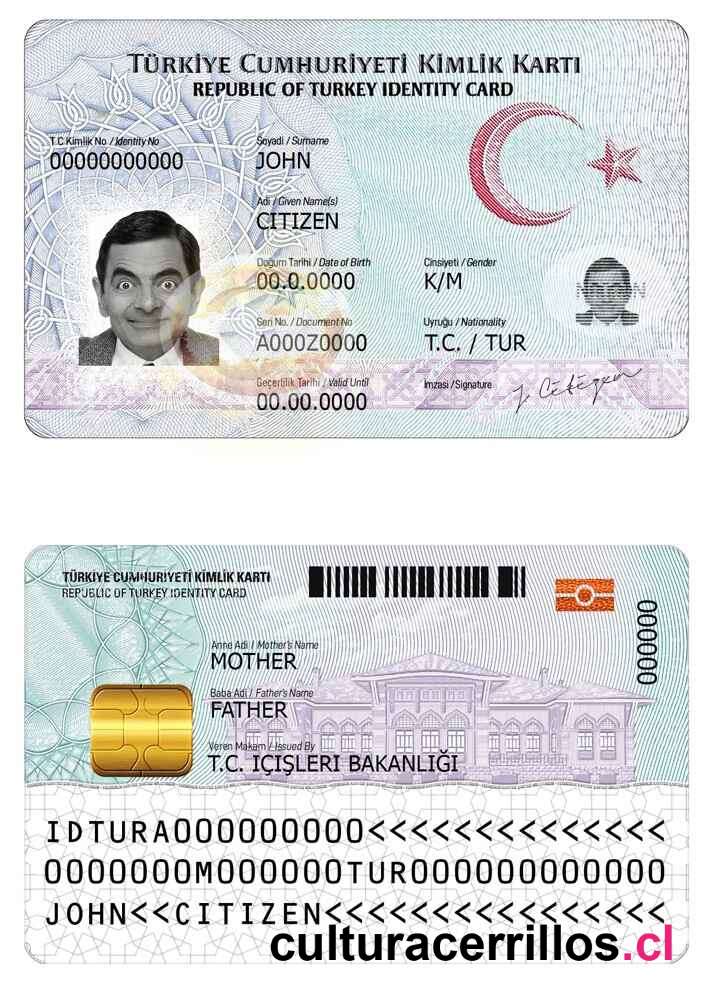 TÜRKİYE CUMHURİYETİ KİMLİK KARTI
REPUBLIC OF TURKEY IDENTITY CARD
T.C Kimlik No / Identity No
00000000000
Soyadı / Surname
JOHN
Adı / Given Name(s)
CITIZEN
Doğum Tarihi / Date of Birth
00.0.0000
Cinsiyeti / Gender
K/M
Seri No. / Document No
A000Z0000
Uyruğu / Nationality
T.C. / TUR
Geçerlilik Tarihi / Valid Until
00.00.0000
İmzası / Signature
J. Citizen
TÜRKİYE CUMHURİYETİ KİMLİK KARTI
REPUBLIC OF TURKEY IDENTITY CARD
000000
Anne Adı / Mother's Name
MOTHER
Baba Adı / Father's Name
FATHER
Veren Makam / Issued By
T.C. IÇIŞLERİ BAKANLIĞI
IDTURA000000000<<<<<<<<<<<<<<<
0000000M000000TUR0000000000000
JOHN<<CITIZEN<<<<<<<<<<<<<<<<<
culturacerrillos.cl